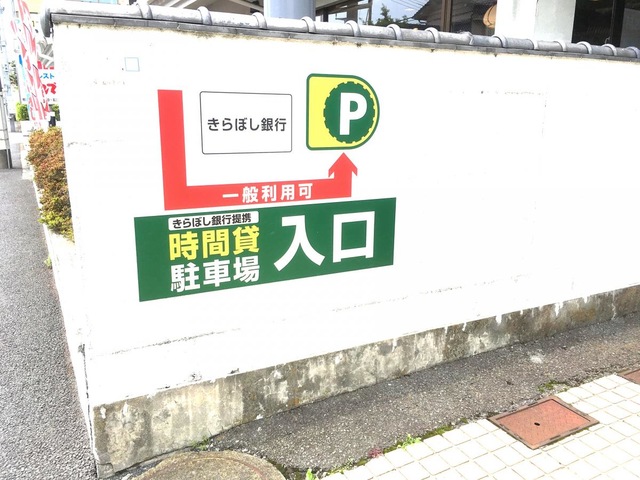 きらぼし銀行
P
一般利用可
きらぼし銀行提携
時間貸
駐車場
入口